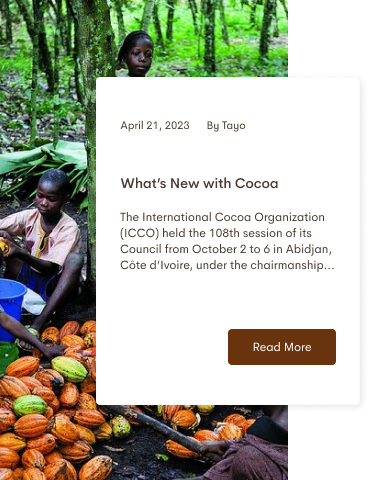 April 21, 2023 By Tayo
What's New with Cocoa
The International Cocoa Organization
(ICCO) held the 108th session of its
Council from October 2 to 6 in Abidjan,
Côte d'Ivoire, under the chairmanship...
Read More